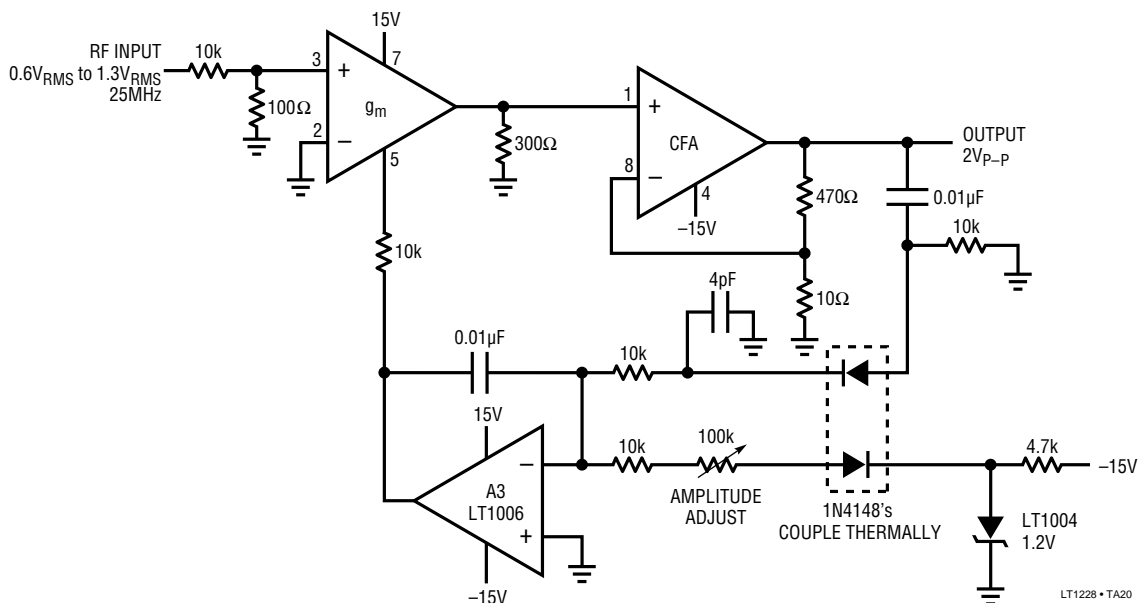 15V
RF INPUT
0.6VRMS to 1.3VRMS
25MHz
10k
3
+
7
gm
100Ω
2
–
5
300Ω
1
+
CFA
8
–
4
–15V
470Ω
OUTPUT
2VP–P
0.01µF
10k
10k
10Ω
4pF
0.01µF
10k
15V
–
A3
LT1006
+
–15V
10k
100k
AMPLITUDE
ADJUST
1N4148's
COUPLE THERMALLY
4.7k
–15V
LT1004
1.2V
LT1228 • TA20